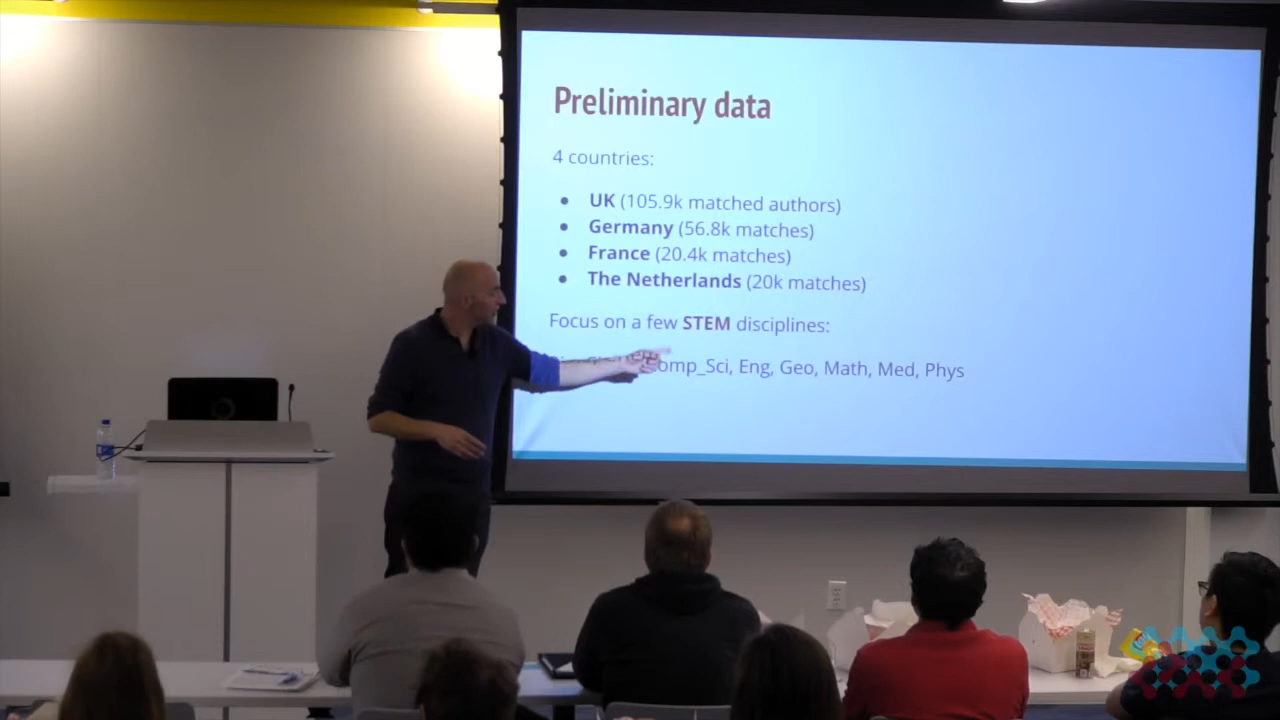 Preliminary data
4 countries:
● UK (105.9k matched authors)
● Germany (56.8k matches)
● France (20.4k matches)
● The Netherlands (20k matches)
Focus on a few STEM disciplines:
omp_Sci, Eng, Geo, Math, Med, Phys